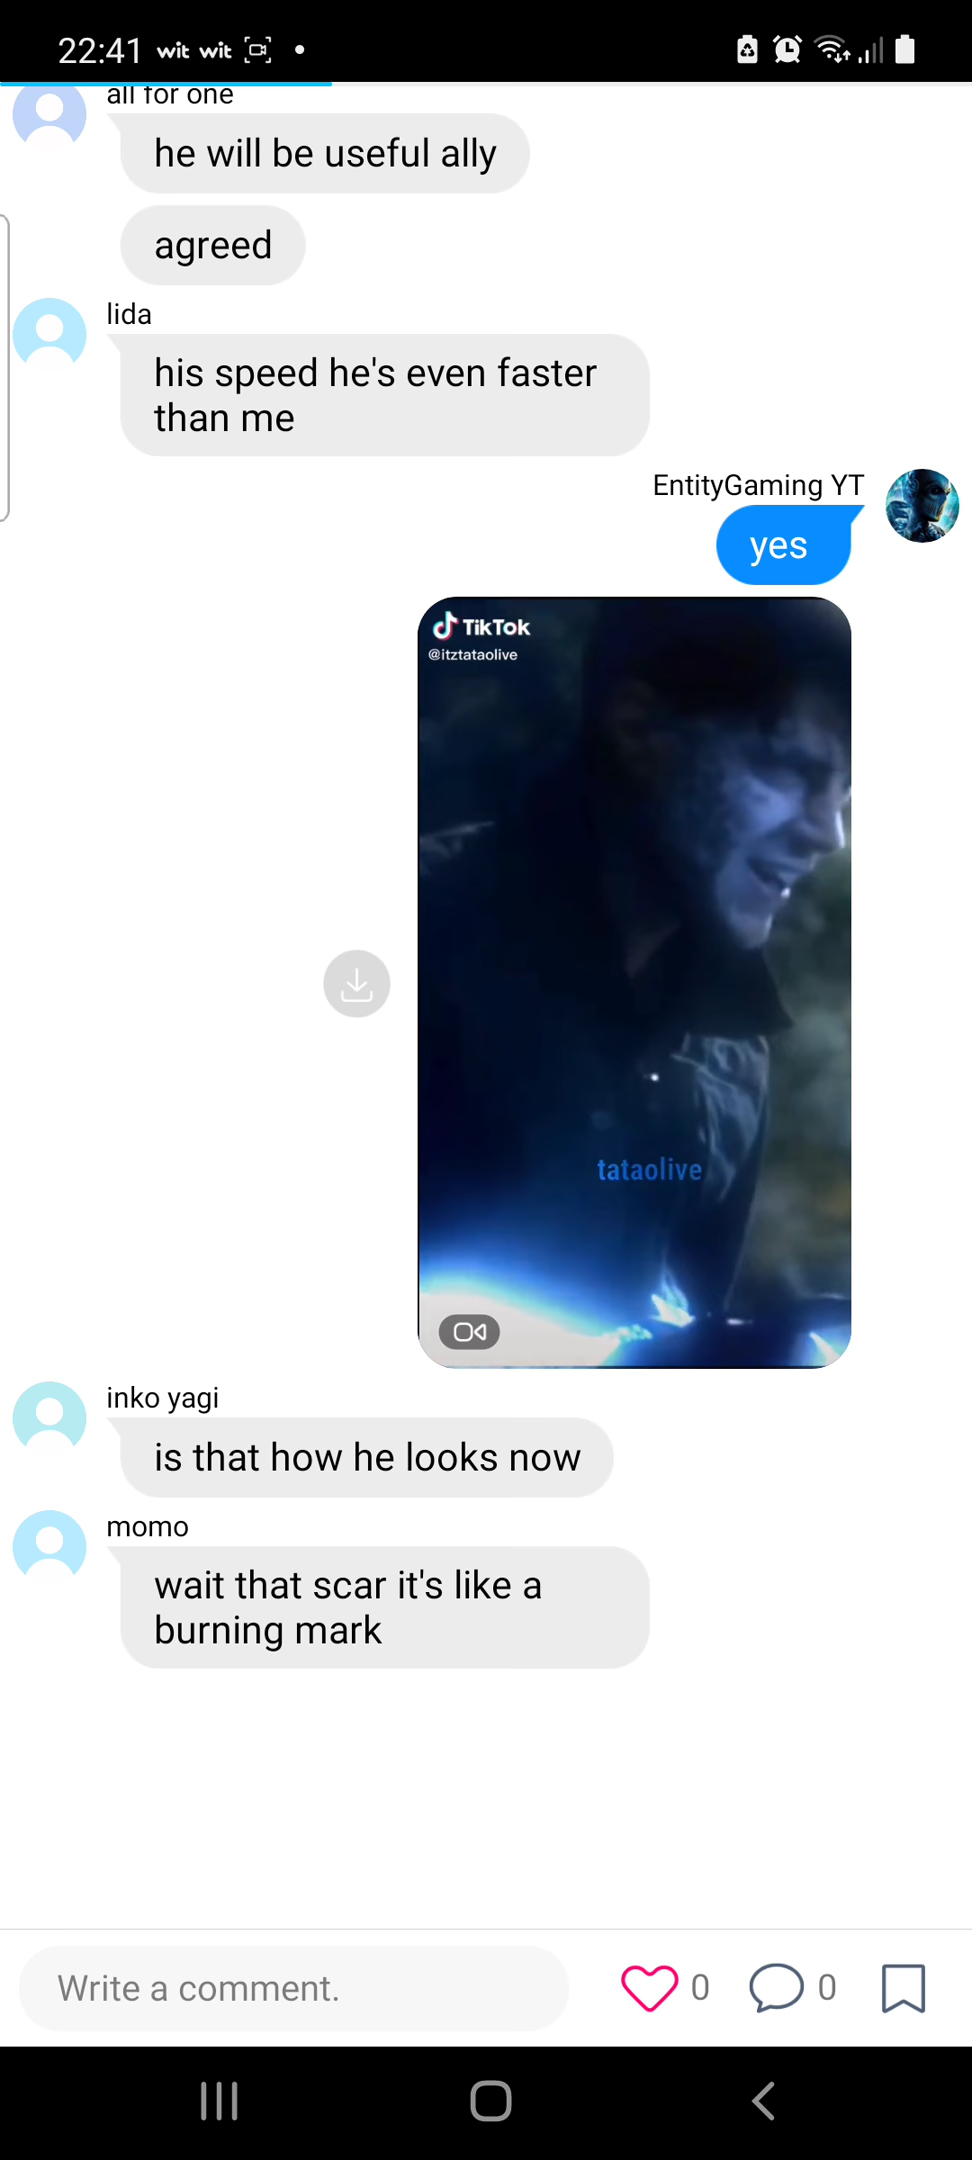 22:41 wit wit
all for one
he will be useful ally
agreed
lida
his speed he's even faster
than me
EntityGaming YT
yes
TikTok
@itztataolive
tataolive
inko yagi
is that how he looks now
momo
wait that scar it's like a
burning mark
Write a comment.
0
0